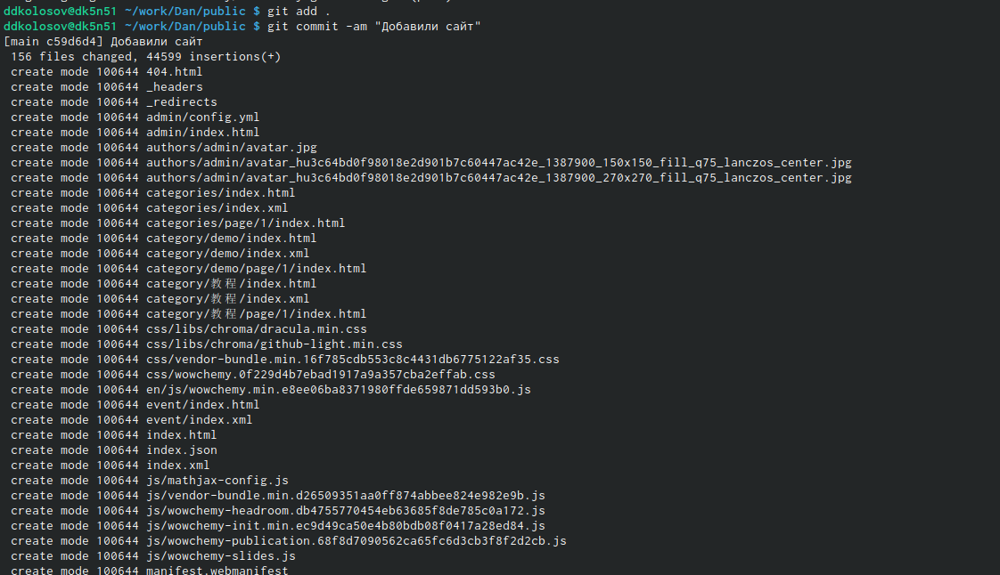 ddkolosov@dk5n51 ~/work/Dan/public $ git add .
ddkolosov@dk5n51 ~/work/Dan/public $ git commit -am "Добавили сайт"
[main c59d6d4] Добавили сайт
156 files changed, 44599 insertions(+)
create mode 100644 404.html
create mode 100644 _headers
create mode 100644 _redirects
create mode 100644 admin/config.yml
create mode 100644 admin/index.html
create mode 100644 authors/admin/avatar.jpg
create mode 100644 authors/admin/avatar_hu3c64bd0f98018e2d901b7c60447ac42e_1387900_150x150_fill_q75_lanczos_center.jpg
create mode 100644 authors/admin/avatar_hu3c64bd0f98018e2d901b7c60447ac42e_1387900_270x270_fill_q75_lanczos_center.jpg
create mode 100644 categories/index.html
create mode 100644 categories/index.xml
create mode 100644 categories/page/1/index.html
create mode 100644 category/demo/index.html
create mode 100644 category/demo/index.xml
create mode 100644 category/demo/page/1/index.html
create mode 100644 category/教程/index.html
create mode 100644 category/教程/index.xml
create mode 100644 category/教程/page/1/index.html
create mode 100644 css/libs/chroma/dracula.min.css
create mode 100644 css/libs/chroma/github-light.min.css
create mode 100644 css/vendor-bundle.min.16f785cdb553c8c4431db6775122af35.css
create mode 100644 css/wowchemy.0f229d4b7ebad1917a9a357cba2effab.css
create mode 100644 en/js/wowchemy.min.e8ee06ba8371980ffde659871dd593b0.js
create mode 100644 event/index.html
create mode 100644 event/index.xml
create mode 100644 index.html
create mode 100644 index.json
create mode 100644 index.xml
create mode 100644 js/mathjax-config.js
create mode 100644 js/vendor-bundle.min.d26509351aa0ff874abbee824e982e9b.js
create mode 100644 js/wowchemy-headroom.db4755770454eb63685f8de785c0a172.js
create mode 100644 js/wowchemy-init.min.ec9d49ca50e4b80bdb08f0417a28ed84.js
create mode 100644 js/wowchemy-publication.68f8d7090562ca65fc6d3cb3f8f2d2cb.js
create mode 100644 js/wowchemy-slides.js
create mode 100644 manifest.webmanifest